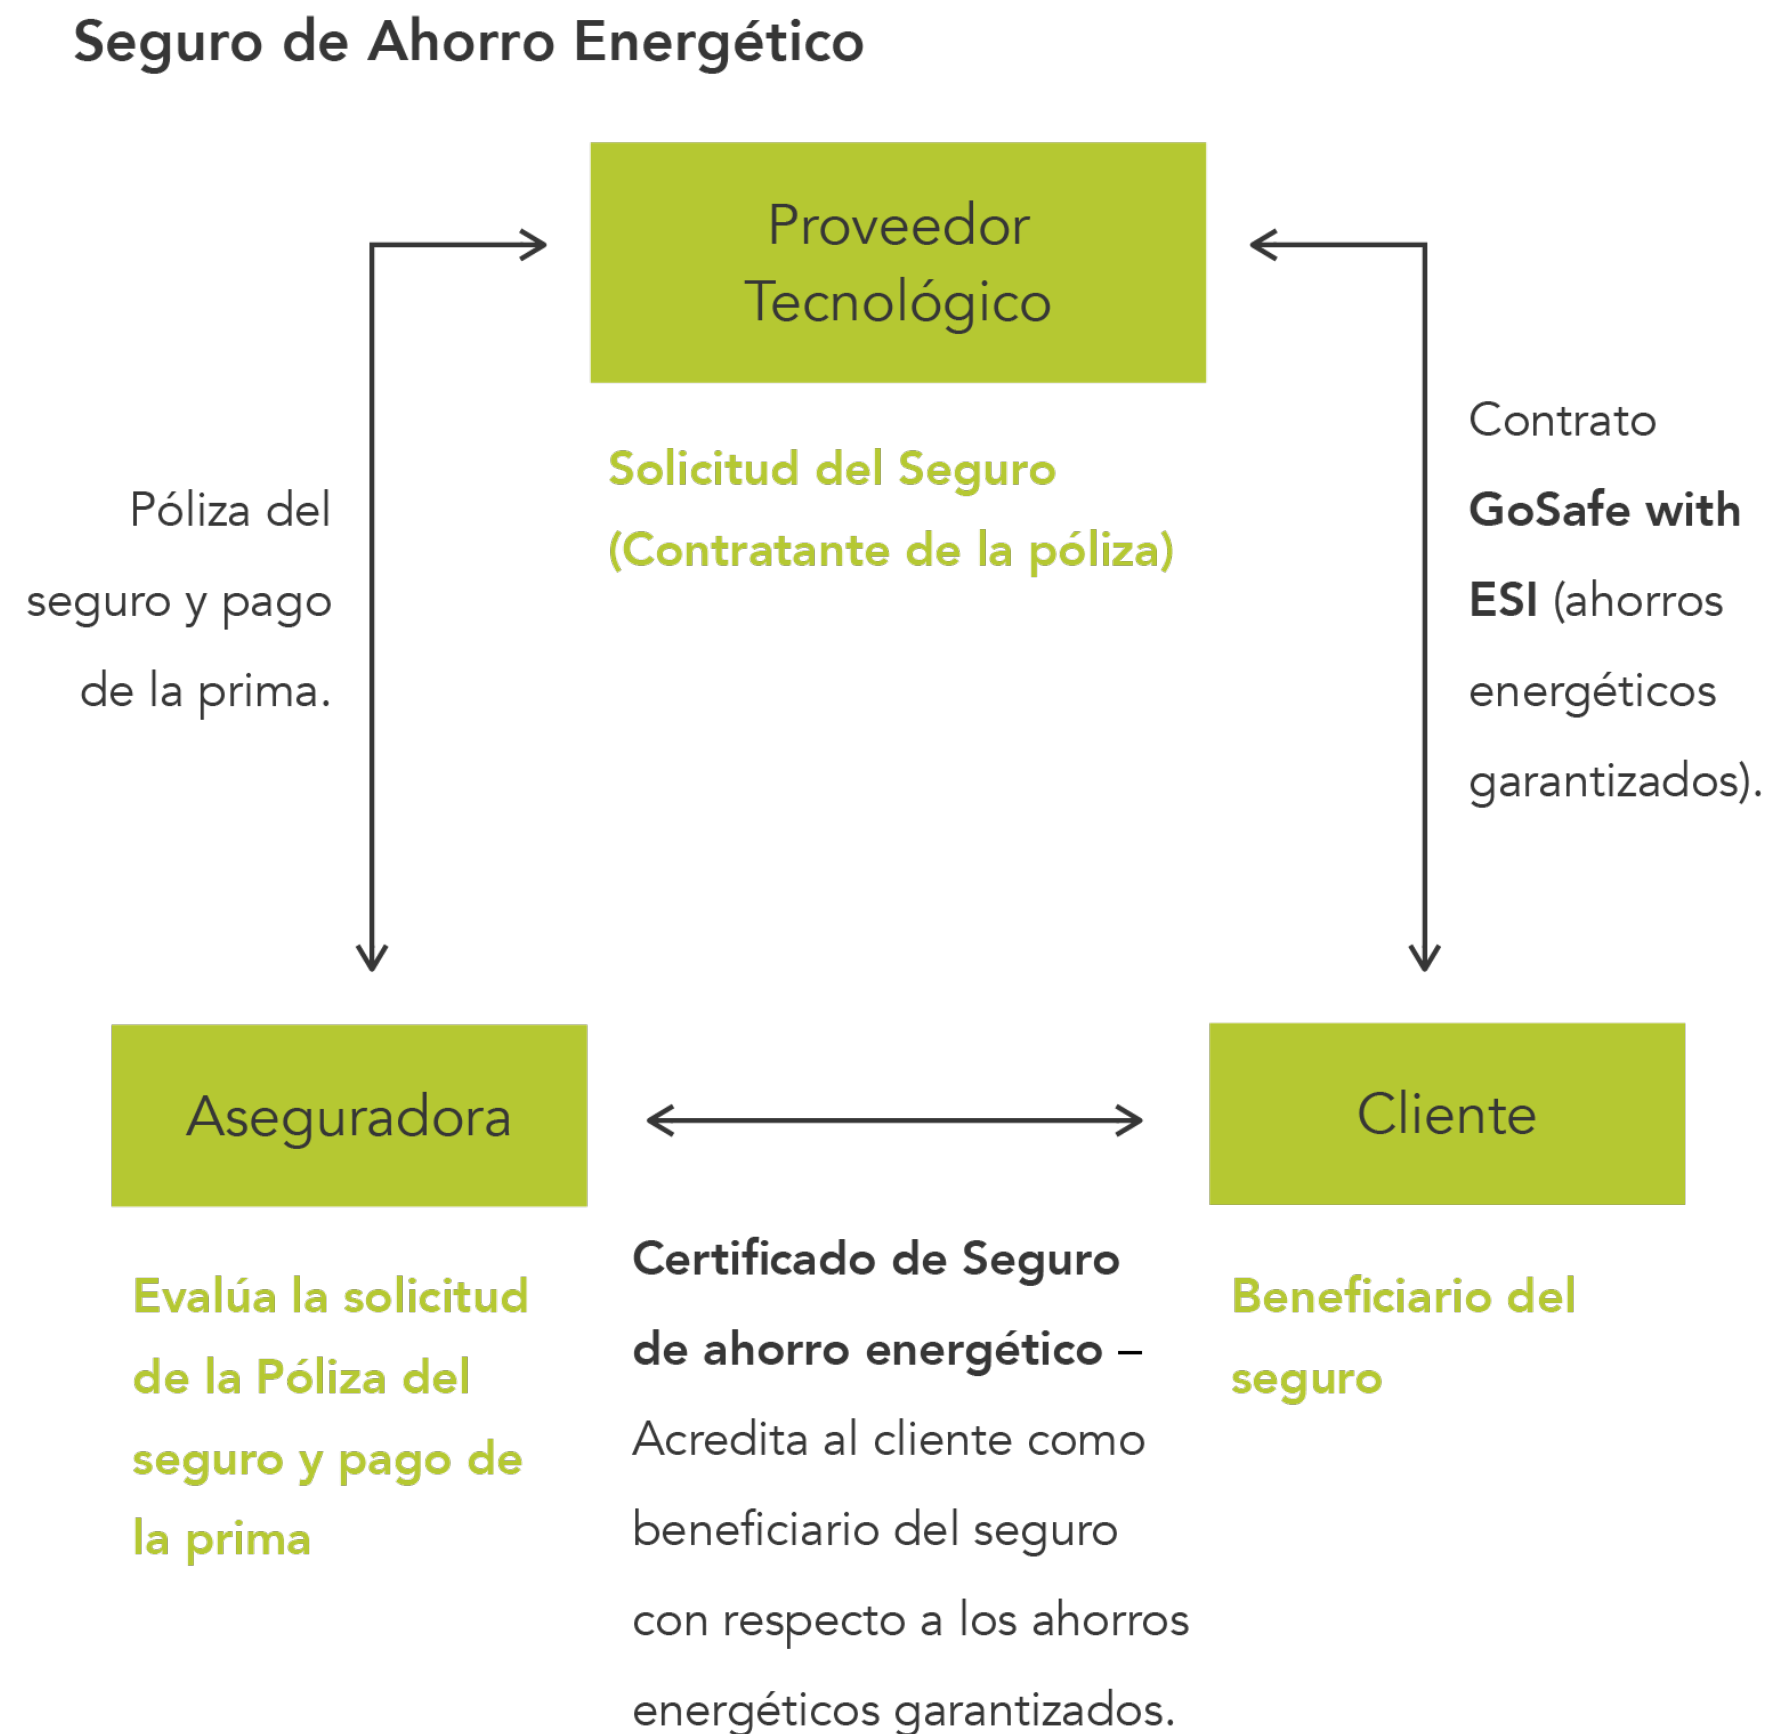 Seguro de Ahorro Energético
Proveedor
Tecnológico
Solicitud del Seguro
(Contratante de la póliza)
Póliza del
seguro y pago
de la prima.
Contrato
GoSafe with
ESI (ahorros
energéticos
garantizados).
Aseguradora
Cliente
Evalúa la solicitud
de la Póliza del
seguro y pago de
la prima
Certificado de Seguro
de ahorro energético –
Acredita al cliente como
beneficiario del seguro
con respecto a los ahorros
energéticos garantizados.
Beneficiario del
seguro